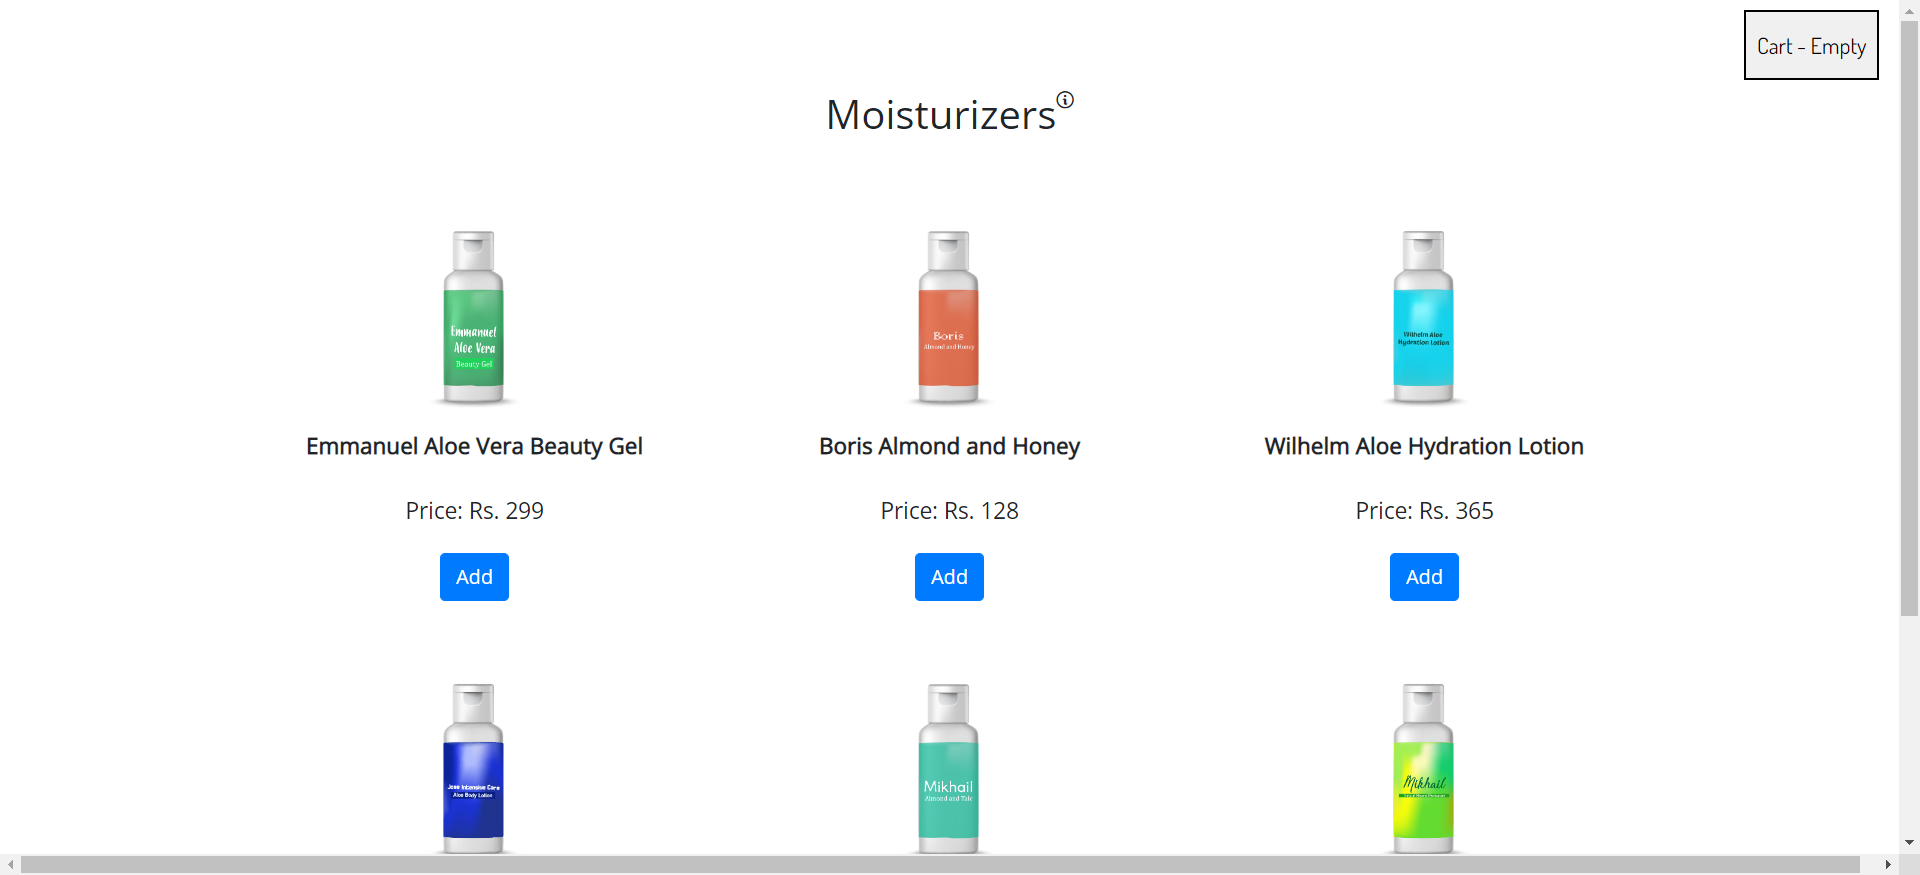 Cart - Empty
Moisturizers
Emmanuel
Aloe Vera
Beauty Gel
Boris
Almond and Honey
Wilhelm Aloe
Hydration Lotion
Emmanuel Aloe Vera Beauty Gel
Boris Almond and Honey
Wilhelm Aloe Hydration Lotion
Price: Rs. 299
Price: Rs. 128
Price: Rs. 365
Add
Add
Add
Jose Intensive Care
Aloe Body Lotion
Mikhail
Almond and Talc
Mikhail